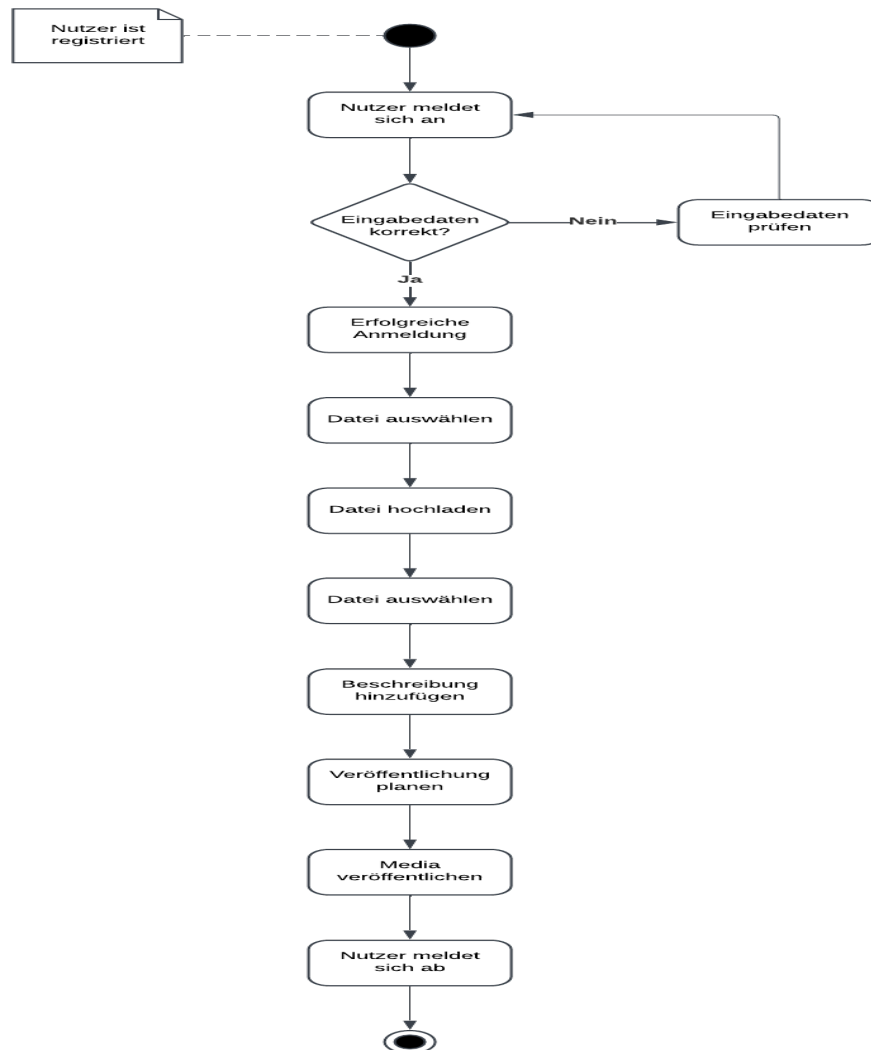 Nutzer ist
registriert
Nutzer meldet
sich an
Eingabedaten
korrekt?
Nein
Eingabedaten
prüfen
Ja
Erfolgreiche
Anmeldung
Datei auswählen
Datei hochladen
Datei auswählen
Beschreibung
hinzufügen
Veröffentlichung
planen
Media
veröffentlichen
Nutzer meldet
sich ab